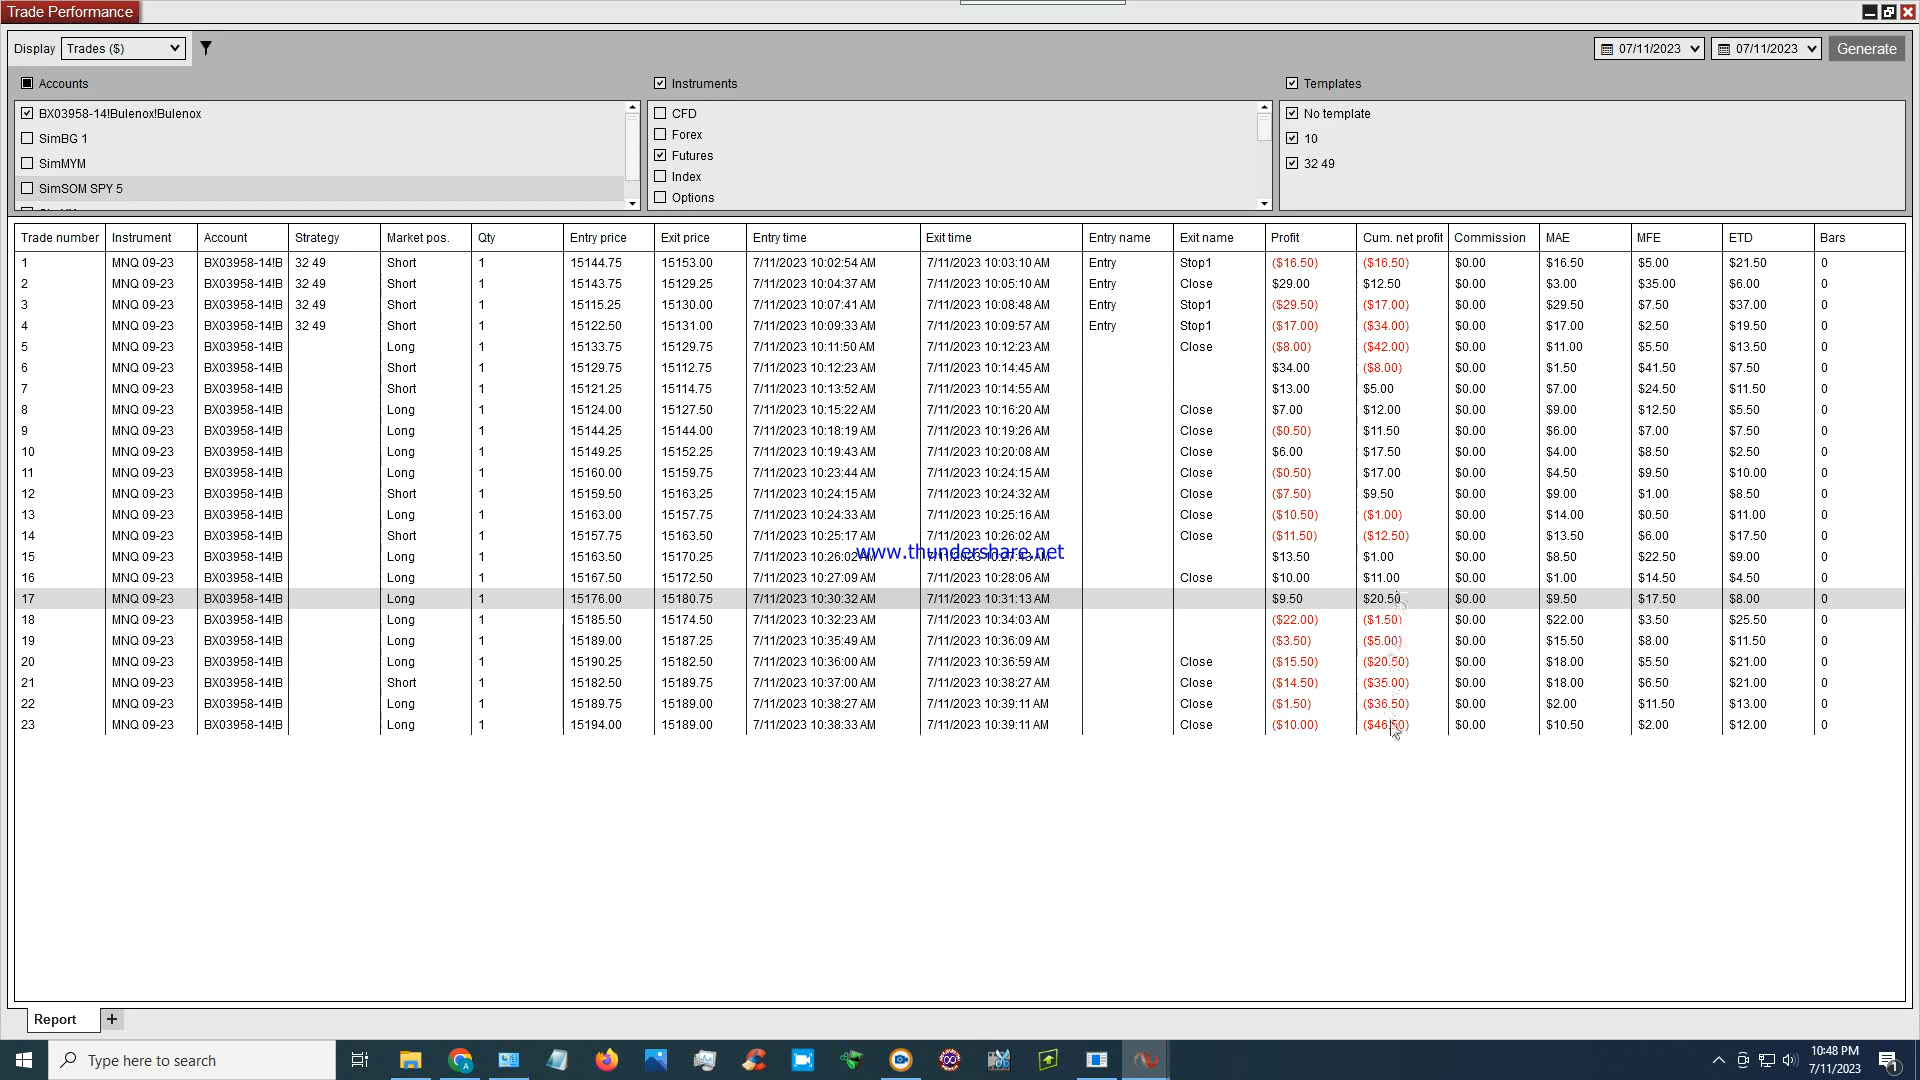 Trade Performance
Display Trades ($) 07/11/2023 07/11/2023 Generate
Accounts Instruments Templates
BX03958-14!Bulenox!Bulenox CFD No template
SimBG 1 Forex 10
SimMYM Futures 32 49
SimSOM SPY 5 Index
Options
Trade number Instrument Account Strategy Market pos. Qty Entry price Exit price Entry time Exit time Entry name Exit name Profit Cum. net profit Commission MAE MFE ETD Bars
1 MNQ 09-23 BX03958-14!B 32 49 Short 1 15144.75 15153.00 7/11/2023 10:02:54 AM 7/11/2023 10:03:10 AM Entry Stop1 ($16.50) ($16.50) $0.00 $16.50 $5.00 $21.50 0
2 MNQ 09-23 BX03958-14!B 32 49 Short 1 15143.75 15129.25 7/11/2023 10:04:37 AM 7/11/2023 10:05:10 AM Entry Close $29.00 $12.50 $0.00 $3.00 $35.00 $6.00 0
3 MNQ 09-23 BX03958-14!B 32 49 Short 1 15115.25 15130.00 7/11/2023 10:07:41 AM 7/11/2023 10:08:48 AM Entry Stop1 ($29.50) ($17.00) $0.00 $29.50 $7.50 $37.00 0
4 MNQ 09-23 BX03958-14!B 32 49 Short 1 15122.50 15131.00 7/11/2023 10:09:33 AM 7/11/2023 10:09:57 AM Entry Stop1 ($17.00) ($34.00) $0.00 $17.00 $2.50 $19.50 0
5 MNQ 09-23 BX03958-14!B Long 1 15133.75 15129.75 7/11/2023 10:11:50 AM 7/11/2023 10:12:23 AM Close ($8.00) ($42.00) $0.00 $11.00 $5.50 $13.50 0
6 MNQ 09-23 BX03958-14!B Short 1 15129.75 15112.75 7/11/2023 10:12:23 AM 7/11/2023 10:14:45 AM $34.00 ($8.00) $0.00 $1.50 $41.50 $7.50 0
7 MNQ 09-23 BX03958-14!B Short 1 15121.25 15114.75 7/11/2023 10:13:52 AM 7/11/2023 10:14:55 AM $13.00 $5.00 $0.00 $7.00 $24.50 $11.50 0
8 MNQ 09-23 BX03958-14!B Long 1 15124.00 15127.50 7/11/2023 10:15:22 AM 7/11/2023 10:16:20 AM Close $7.00 $12.00 $0.00 $9.00 $12.50 $5.50 0
9 MNQ 09-23 BX03958-14!B Long 1 15144.25 15144.00 7/11/2023 10:18:19 AM 7/11/2023 10:19:26 AM Close ($0.50) $11.50 $0.00 $6.00 $7.00 $7.50 0
10 MNQ 09-23 BX03958-14!B Long 1 15149.25 15152.25 7/11/2023 10:19:43 AM 7/11/2023 10:20:08 AM Close $6.00 $17.50 $0.00 $4.00 $8.50 $2.50 0
11 MNQ 09-23 BX03958-14!B Long 1 15160.00 15159.75 7/11/2023 10:23:44 AM 7/11/2023 10:24:15 AM Close ($0.50) $17.00 $0.00 $4.50 $9.50 $10.00 0
12 MNQ 09-23 BX03958-14!B Short 1 15159.50 15163.25 7/11/2023 10:24:15 AM 7/11/2023 10:24:32 AM Close ($7.50) $9.50 $0.00 $9.00 $1.00 $8.50 0
13 MNQ 09-23 BX03958-14!B Long 1 15163.00 15157.75 7/11/2023 10:24:33 AM 7/11/2023 10:25:16 AM Close ($10.50) ($1.00) $0.00 $14.00 $0.50 $11.00 0
14 MNQ 09-23 BX03958-14!B Short 1 15157.75 15163.50 7/11/2023 10:25:17 AM 7/11/2023 10:26:02 AM Close ($11.50) ($12.50) $0.00 $13.50 $6.00 $17.50 0
www.thundershare.net
15 MNQ 09-23 BX03958-14!B Long 1 15163.50 15170.25 7/11/2023 10:26:02 AM 7/11/2023 10:27:43 AM $13.50 $1.00 $0.00 $8.50 $22.50 $9.00 0
16 MNQ 09-23 BX03958-14!B Long 1 15167.50 15172.50 7/11/2023 10:27:09 AM 7/11/2023 10:28:06 AM Close $10.00 $11.00 $0.00 $1.00 $14.50 $4.50 0
17 MNQ 09-23 BX03958-14!B Long 1 15176.00 15180.75 7/11/2023 10:30:32 AM 7/11/2023 10:31:13 AM $9.50 $20.50 $0.00 $9.50 $17.50 $8.00 0
18 MNQ 09-23 BX03958-14!B Long 1 15185.50 15174.50 7/11/2023 10:32:23 AM 7/11/2023 10:34:03 AM ($22.00) ($1.50) $0.00 $22.00 $3.50 $25.50 0
19 MNQ 09-23 BX03958-14!B Long 1 15189.00 15187.25 7/11/2023 10:35:49 AM 7/11/2023 10:36:09 AM ($3.50) ($5.00) $0.00 $15.50 $8.00 $11.50 0
20 MNQ 09-23 BX03958-14!B Long 1 15190.25 15182.50 7/11/2023 10:36:00 AM 7/11/2023 10:36:59 AM Close ($15.50) ($20.50) $0.00 $18.00 $5.50 $21.00 0
21 MNQ 09-23 BX03958-14!B Short 1 15182.50 15189.75 7/11/2023 10:37:00 AM 7/11/2023 10:38:27 AM Close ($14.50) ($35.00) $0.00 $18.00 $6.50 $21.00 0
22 MNQ 09-23 BX03958-14!B Long 1 15189.75 15189.00 7/11/2023 10:38:27 AM 7/11/2023 10:39:11 AM Close ($1.50) ($36.50) $0.00 $2.00 $11.50 $13.00 0
23 MNQ 09-23 BX03958-14!B Long 1 15194.00 15189.00 7/11/2023 10:38:33 AM 7/11/2023 10:39:11 AM Close ($10.00) ($46.50) $0.00 $10.50 $2.00 $12.00 0
Report +
Type here to search
10:48 PM
7/11/2023
1